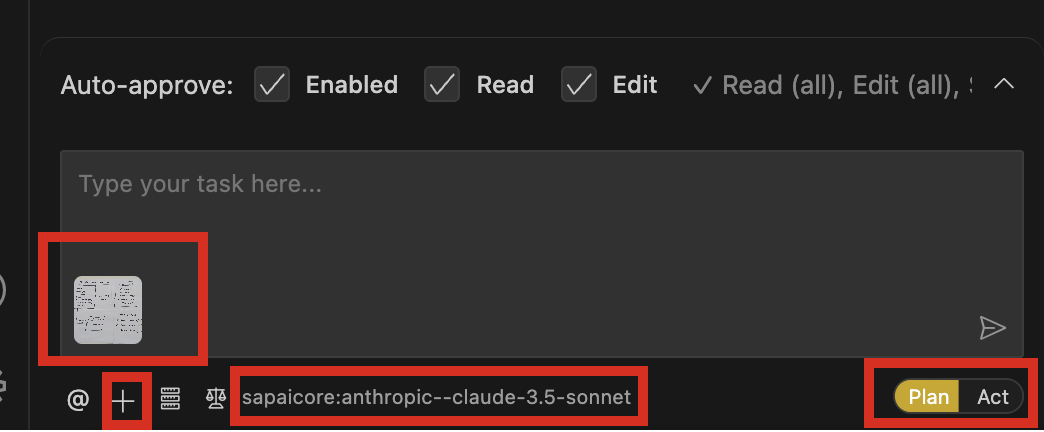 Auto-approve: Enabled Read Edit Read (all), Edit (all),
Type your task here...
@ sapaicore:anthropic--claude-3.5-sonnet Plan Act